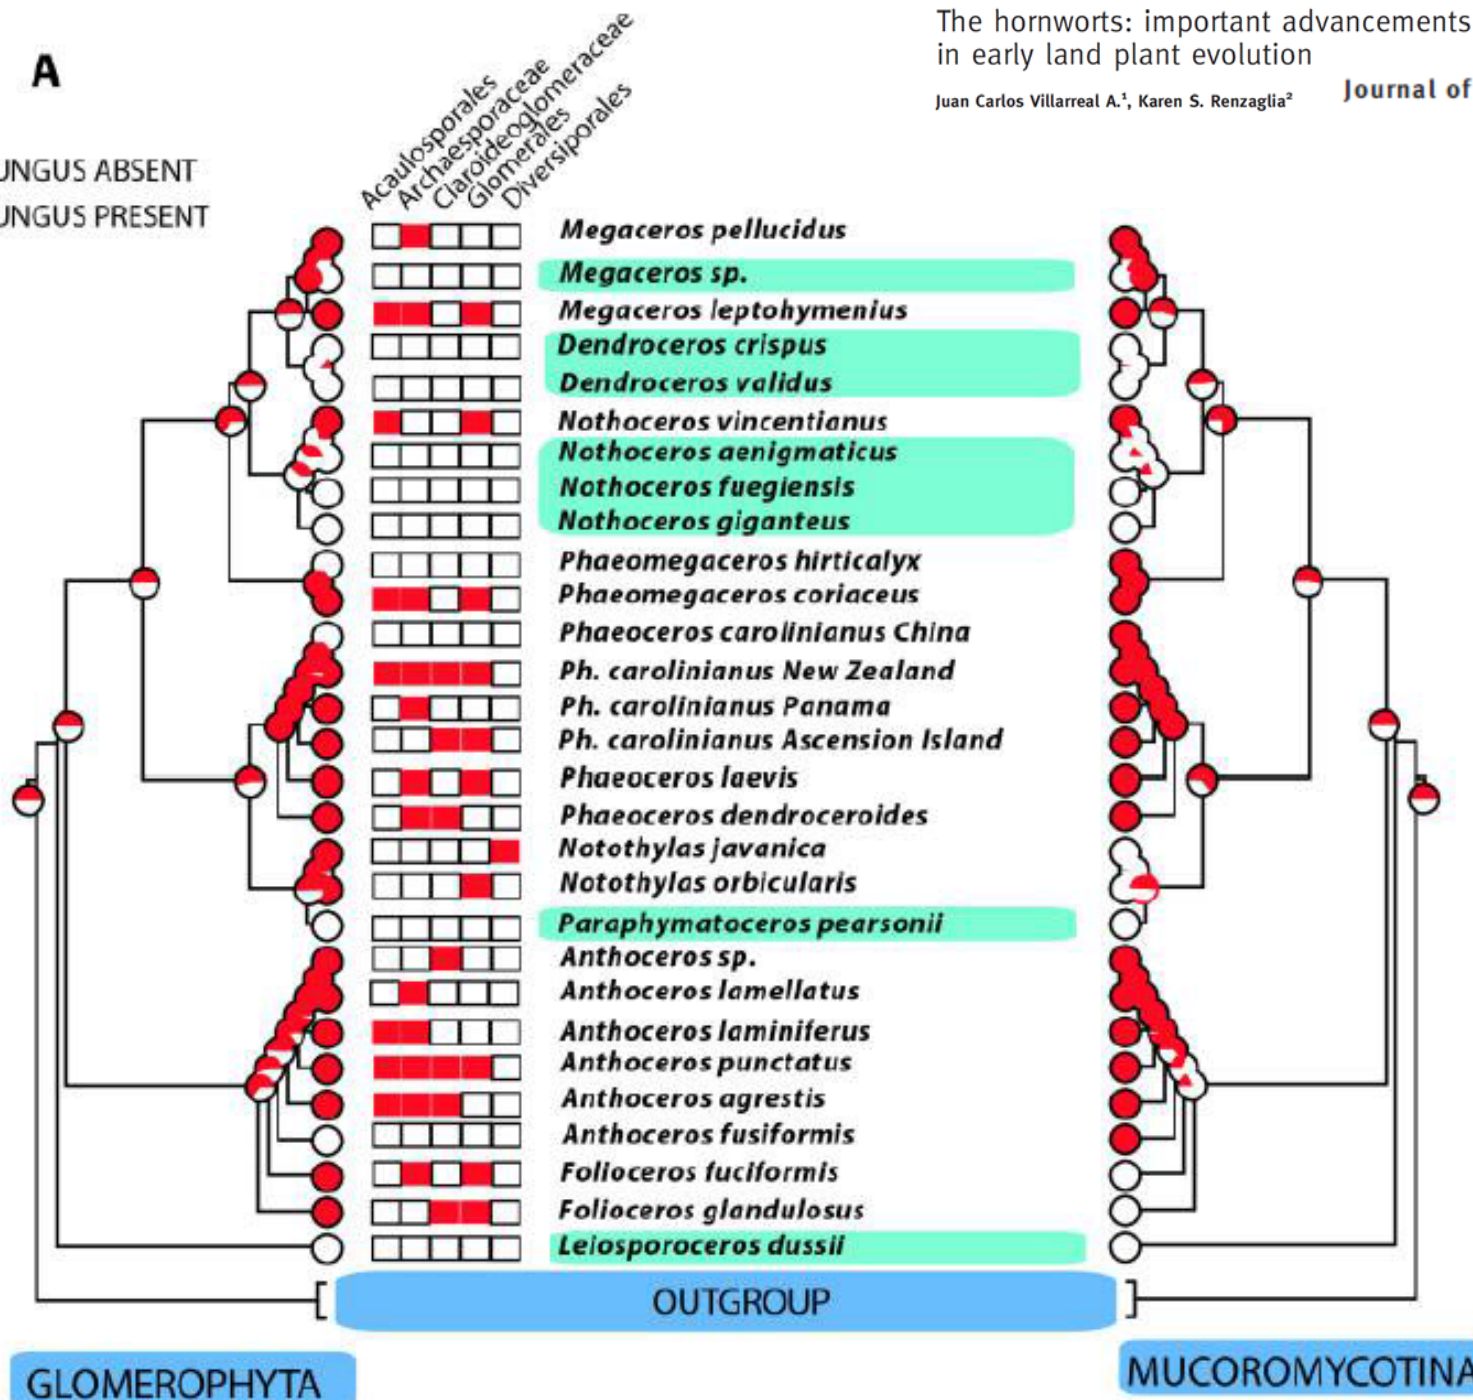 The hornworts: important advancements
in early land plant evolution
Juan Carlos Villarreal A.¹, Karen S. Renzaglia²
Journal of
A
UNGUS ABSENT
UNGUS PRESENT
Acaulosporales
Archaesporaceae
Claroideoglomeraceae
Glomerales
Diversiporales
Megaceros pellucidus
Megaceros sp.
Megaceros leptohymenius
Dendroceros crispus
Dendroceros validus
Nothoceros vincentianus
Nothoceros aenigmaticus
Nothoceros fuegiensis
Nothoceros giganteus
Phaeomegaceros hirticalyx
Phaeomegaceros coriaceus
Phaeoceros carolinianus China
Ph. carolinianus New Zealand
Ph. carolinianus Panama
Ph. carolinianus Ascension Island
Phaeoceros laevis
Phaeoceros dendroceroides
Notothylas javanica
Notothylas orbicularis
Paraphymatoceros pearsonii
Anthoceros sp.
Anthoceros lamellatus
Anthoceros laminiferus
Anthoceros punctatus
Anthoceros agrestis
Anthoceros fusiformis
Folioceros fuciformis
Folioceros glandulosus
Leiosporoceros dussii
OUTGROUP
GLOMEROPHYTA
MUCOROMYCOTINA